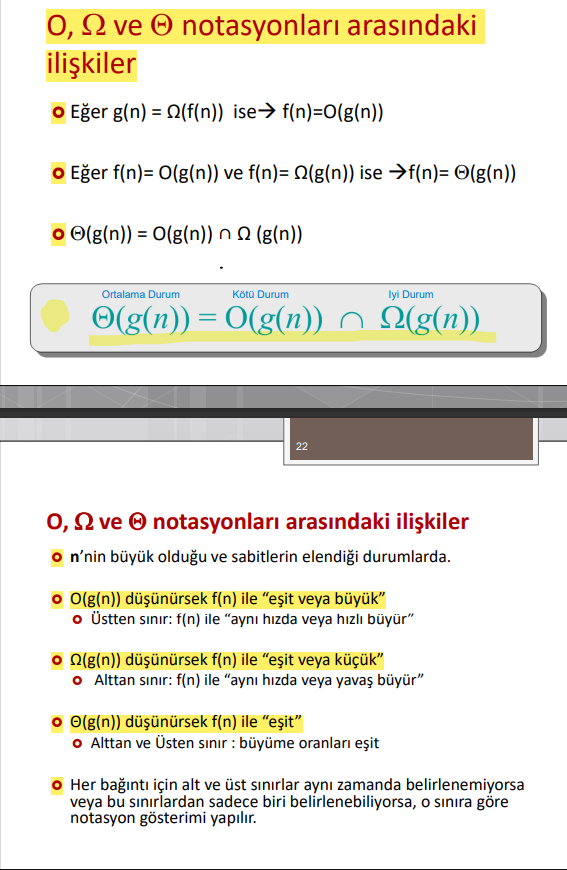 O, Ω ve Θ notasyonları arasındaki
ilişkiler
Eğer g(n) = Ω(f(n)) ise→ f(n)=O(g(n))
Eğer f(n)= O(g(n)) ve f(n)= Ω(g(n)) ise →f(n)= Θ(g(n))
Θ(g(n)) = O(g(n)) ∩ Ω (g(n))
.
Ortalama Durum Kötü Durum Iyi Durum
Θ(g(n)) = O(g(n)) ∩ Ω(g(n))
22
O, Ω ve Θ notasyonları arasındaki ilişkiler
n’nin büyük olduğu ve sabitlerin elendiği durumlarda.
O(g(n)) düşünürsek f(n) ile “eşit veya büyük”
Üstten sınır: f(n) ile “aynı hızda veya hızlı büyür”
Ω(g(n)) düşünürsek f(n) ile “eşit veya küçük”
Alttan sınır: f(n) ile “aynı hızda veya yavaş büyür”
Θ(g(n)) düşünürsek f(n) ile “eşit”
Alttan ve Üsten sınır : büyüme oranları eşit
Her bağıntı için alt ve üst sınırlar aynı zamanda belirlenemiyorsa
veya bu sınırlardan sadece biri belirlenebiliyorsa, o sınıra göre
notasyon gösterimi yapılır.